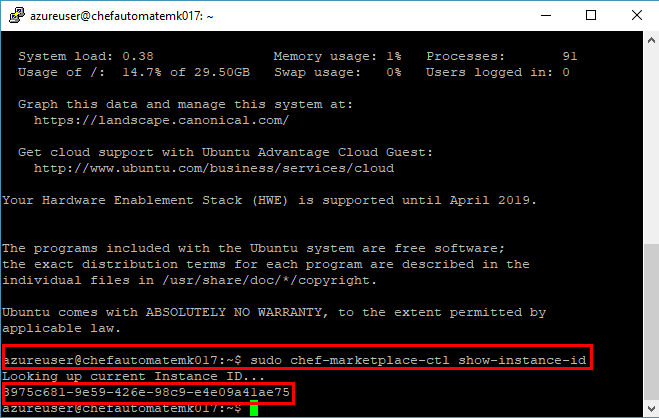 azureuser@chefautomatemk017: ~
System load: 0.38 Memory usage: 1% Processes: 91
Usage of /: 14.7% of 29.50GB Swap usage: 0% Users logged in: 0
Graph this data and manage this system at:
https://landscape.canonical.com/
Get cloud support with Ubuntu Advantage Cloud Guest:
http://www.ubuntu.com/business/services/cloud
Your Hardware Enablement Stack (HWE) is supported until April 2019.
The programs included with the Ubuntu system are free software;
the exact distribution terms for each program are described in the
individual files in /usr/share/doc/*/copyright.
Ubuntu comes with ABSOLUTELY NO WARRANTY, to the extent permitted by
applicable law.
azureuser@chefautomatemk017:~$ sudo chef-marketplace-ctl show-instance-id
Looking up current Instance ID...
8975c681-9e59-426e-98c9-e4e09a41ae75
azureuser@chefautomatemk017:~$